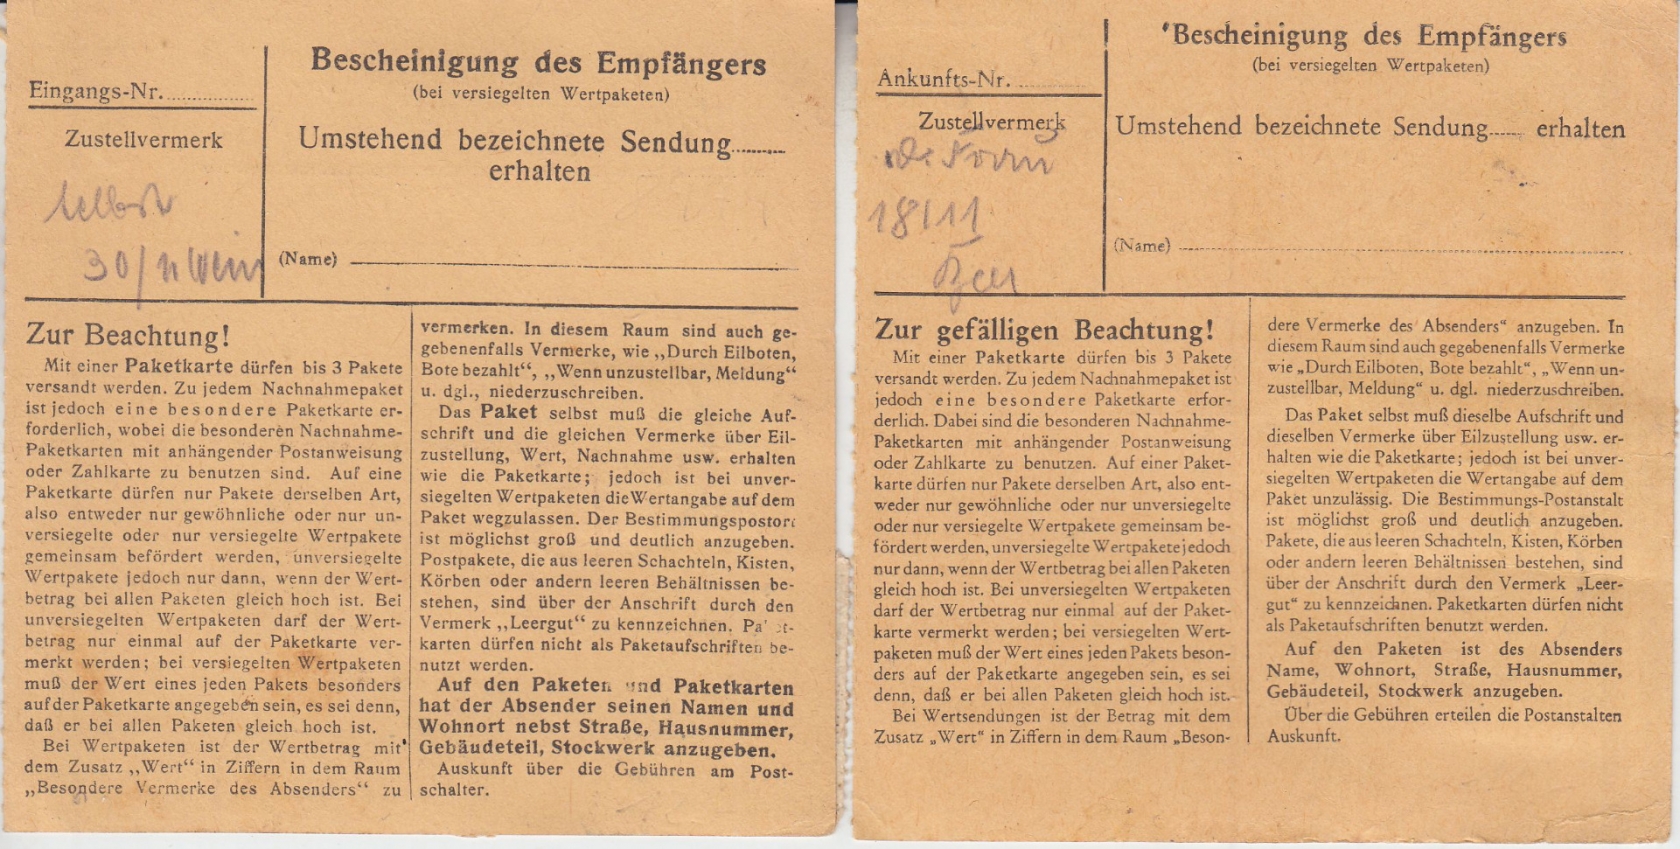 Eingangs-Nr.
Zustellvermerk
selbst
30/11 Wein
Bescheinigung des Empfängers
(bei versiegelten Wertpaketen)
Umstehend bezeichnete Sendung
erhalten
(Name)
Zur Beachtung!
Mit einer Paketkarte dürfen bis 3 Pakete
versandt werden. Zu jedem Nachnahmepaket
ist jedoch eine besondere Paketkarte er-
forderlich, wobei die besonderen Nachnahme-
Paketkarten mit anhängender Postanweisung
oder Zahlkarte zu benutzen sind. Auf eine
Paketkarte dürfen nur Pakete derselben Art,
also entweder nur gewöhnliche oder nur un-
versiegelte oder nur versiegelte Wertpakete
gemeinsam befördert werden, unversiegelte
Wertpakete jedoch nur dann, wenn der Wert-
betrag bei allen Paketen gleich hoch ist. Bei
unversiegelten Wertpaketen darf der Wert-
betrag nur einmal auf der Paketkarte ver-
merkt werden; bei versiegelten Wertpaketen
muß der Wert eines jeden Pakets besonders
auf der Paketkarte angegeben sein, es sei denn,
daß er bei allen Paketen gleich hoch ist.
Bei Wertpaketen ist der Wertbetrag mit
dem Zusatz „Wert“ in Ziffern in dem Raum
„Besondere Vermerke des Absenders“ zu
vermerken. In diesem Raum sind auch ge-
gebenenfalls Vermerke, wie „Durch Eilboten,
Bote bezahlt“, „Wenn unzustellbar, Meldung“
u. dgl., niederzuschreiben.
Das Paket selbst muß die gleiche Auf-
schrift und die gleichen Vermerke über Eil-
zustellung, Wert, Nachnahme usw. erhalten
wie die Paketkarte; jedoch ist bei unver-
siegelten Wertpaketen die Wertangabe auf dem
Paket wegzulassen. Der Bestimmungspostort
ist möglichst groß und deutlich anzugeben.
Postpakete, die aus leeren Schachteln, Kisten,
Körben oder andern leeren Behältnissen be-
stehen, sind über der Anschrift durch den
Vermerk „Leergut“ zu kennzeichnen. Paket-
karten dürfen nicht als Paketaufschriften be-
nutzt werden.
Auf den Paketen und Paketkarten
hat der Absender seinen Namen und
Wohnort nebst Straße, Hausnummer,
Gebäudeteil, Stockwerk anzugeben.
Auskunft über die Gebühren am Post-
schalter.
Ankunfts-Nr.
Zustellvermerk
18/11
Bescheinigung des Empfängers
(bei versiegelten Wertpaketen)
Umstehend bezeichnete Sendung erhalten
(Name)
Zur gefälligen Beachtung!
Mit einer Paketkarte dürfen bis 3 Pakete
versandt werden. Zu jedem Nachnahmepaket ist
jedoch eine besondere Paketkarte erfor-
derlich. Dabei sind die besonderen Nachnahme-
Paketkarten mit anhängender Postanweisung
oder Zahlkarte zu benutzen. Auf einer Paket-
karte dürfen nur Pakete derselben Art, also ent-
weder nur gewöhnliche oder nur unversiegelte
oder nur versiegelte Wertpakete gemeinsam be-
fördert werden, unversiegelte Wertpakete jedoch
nur dann, wenn der Wertbetrag bei allen Paketen
gleich hoch ist. Bei unversiegelten Wertpaketen
darf der Wertbetrag nur einmal auf der Paket-
karte vermerkt werden; bei versiegelten Wert-
paketen muß der Wert eines jeden Pakets beson-
ders auf der Paketkarte angegeben sein, es sei
denn, daß er bei allen Paketen gleich hoch ist.
Bei Wertsendungen ist der Betrag mit dem
Zusatz „Wert“ in Ziffern in dem Raum „Beson-
dere Vermerke des Absenders“ anzugeben. In
diesem Raum sind auch gegebenenfalls Vermerke
wie „Durch Eilboten, Bote bezahlt“, „Wenn un-
zustellbar, Meldung“ u. dgl. niederzuschreiben.
Das Paket selbst muß dieselbe Aufschrift und
dieselben Vermerke über Eilzustellung usw. er-
halten wie die Paketkarte; jedoch ist bei unver-
siegelten Wertpaketen die Wertangabe auf dem
Paket unzulässig. Die Bestimmungs-Postanstalt
ist möglichst groß und deutlich anzugeben.
Pakete, die aus leeren Schachteln, Kisten, Körben
oder andern leeren Behältnissen bestehen, sind
über der Anschrift durch den Vermerk „Leer-
gut“ zu kennzeichnen. Paketkarten dürfen nicht
als Paketaufschriften benutzt werden.
Auf den Paketen ist des Absenders
Name, Wohnort, Straße, Hausnummer,
Gebäudeteil, Stockwerk anzugeben.
Über die Gebühren erteilen die Postanstalten
Auskunft.